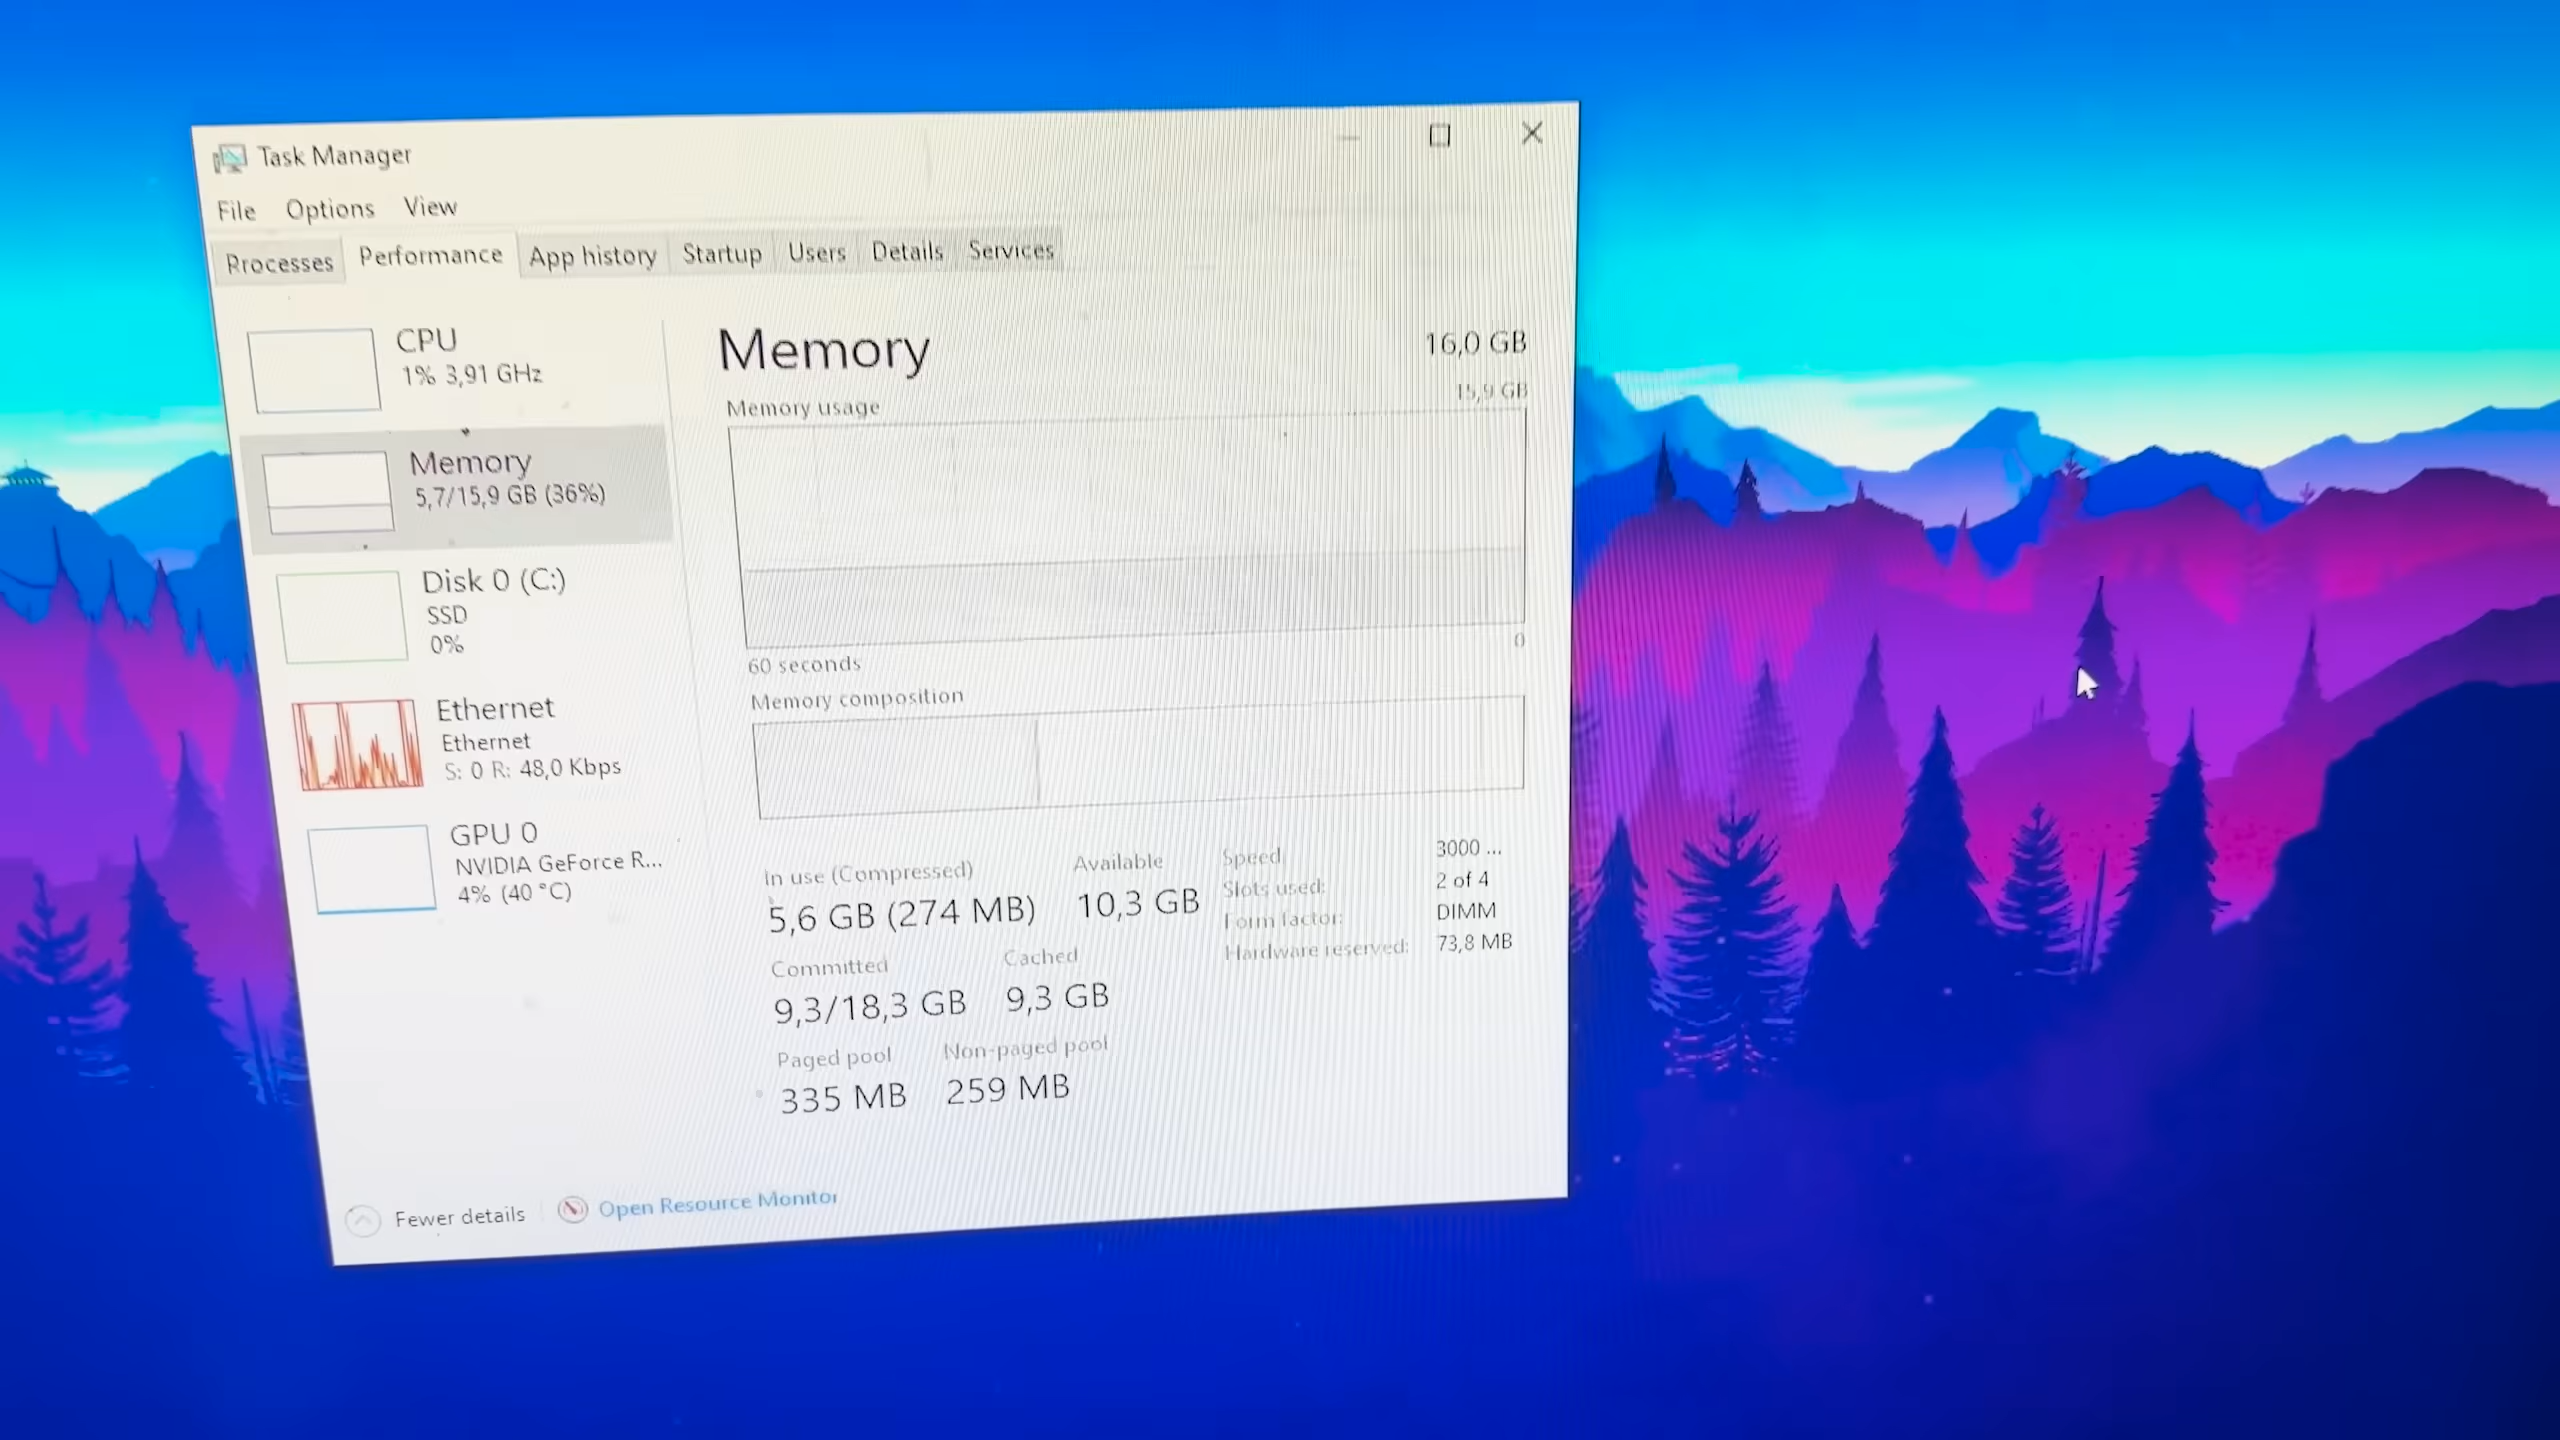 Task Manager
File Options View
Processes Performance App history Startup Users Details Services
CPU
1% 3,91 GHz
Memory
5,7/15,9 GB (36%)
Disk 0 (C:)
SSD
0%
Ethernet
Ethernet
S: 0 R: 48,0 Kbps
GPU 0
NVIDIA GeForce R...
4% (40 °C)
Memory 16,0 GB
Memory usage 15,9 GB
60 seconds 0
Memory composition
In use (Compressed) Available
5,6 GB (274 MB) 10,3 GB
Committed Cached
9,3/18,3 GB 9,3 GB
Paged pool Non-paged pool
335 MB 259 MB
Speed 3000 ...
Slots used: 2 of 4
Form factor: DIMM
Hardware reserved: 73,8 MB
Fewer details Open Resource Monitor